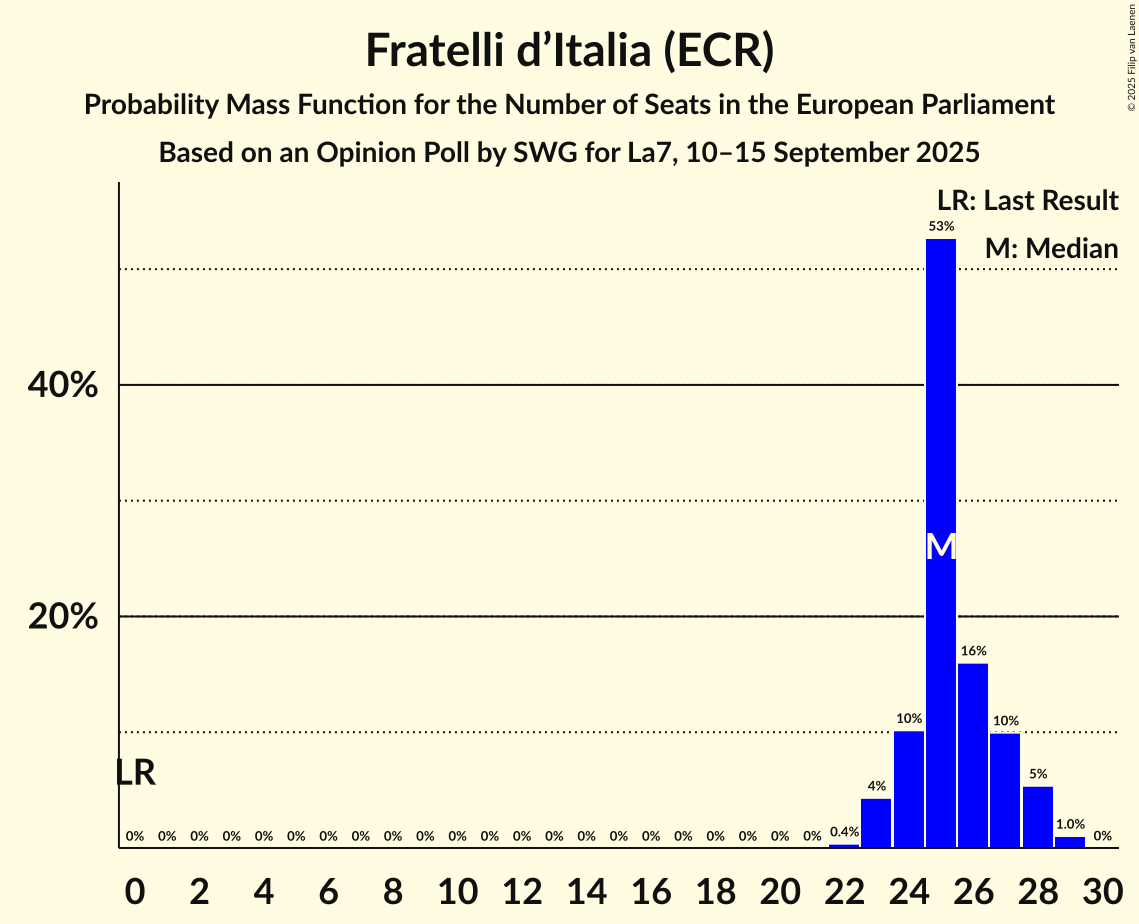 Fratelli d’Italia (ECR)
Probability Mass Function for the Number of Seats in the European Parliament
Based on an Opinion Poll by SWG for La7, 10–15 September 2025
© 2025 Filip van Laenen
LR: Last Result
M: Median
53%
40%
M
20%
16%
10%
10%
LR
4%
5%
0% 0% 0% 0% 0% 0% 0% 0% 0% 0% 0% 0% 0% 0% 0% 0% 0% 0% 0% 0% 0% 0% 0.4% 1.0% 0%
0 2 4 6 8 10 12 14 16 18 20 22 24 26 28 30